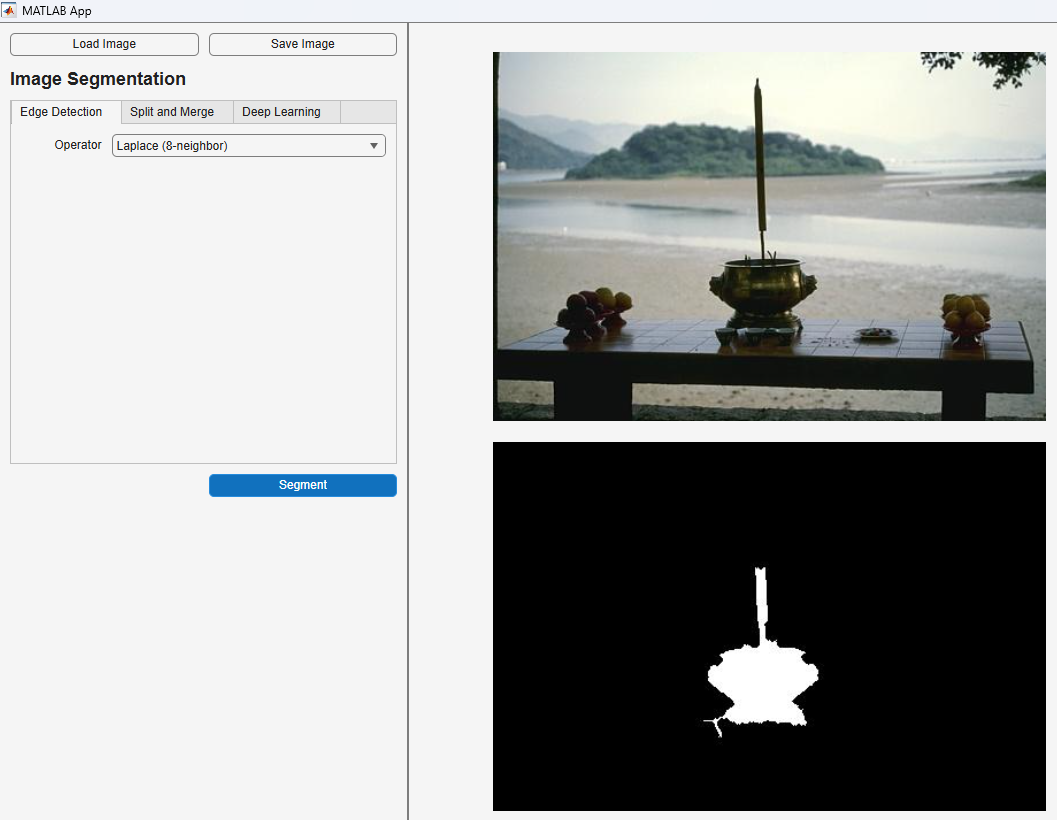 MATLAB App
Load Image
Save Image
Image Segmentation
Edge Detection
Split and Merge
Deep Learning
Operator
Laplace (8-neighbor)
Segment